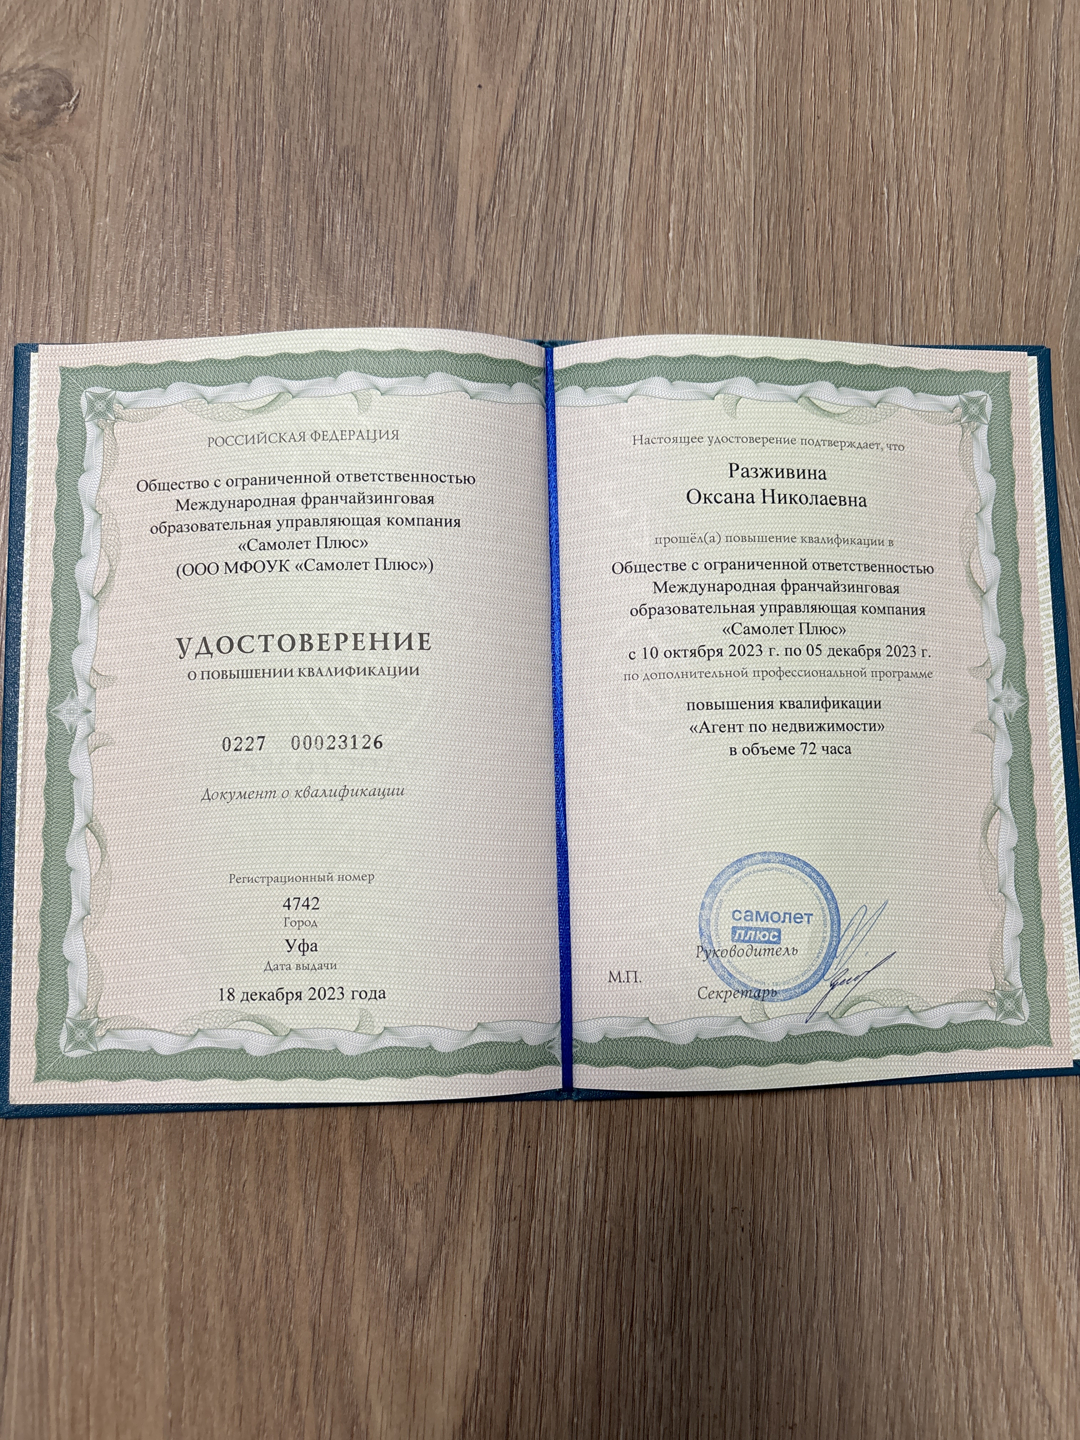 РОССИЙСКАЯ ФЕДЕРАЦИЯ
Общество с ограниченной ответственностью
Международная франчайзинговая
образовательная управляющая компания
«Самолет Плюс»
(ООО МФОУК «Самолет Плюс»)
УДОСТОВЕРЕНИЕ
О ПОВЫШЕНИИ КВАЛИФИКАЦИИ
0227 00023126
Документ о квалификации
Регистрационный номер
4742
Город
Уфа
Дата выдачи
18 декабря 2023 года
Настоящее удостоверение подтверждает, что
Разживина
Оксана Николаевна
прошёл(а) повышение квалификации в
Обществе с ограниченной ответственностью
Международная франчайзинговая
образовательная управляющая компания
«Самолет Плюс»
с 10 октября 2023 г. по 05 декабря 2023 г.
по дополнительной профессиональной программе
повышения квалификации
«Агент по недвижимости»
в объеме 72 часа
самолет
плюс
Руководитель
М.П.
Секретарь